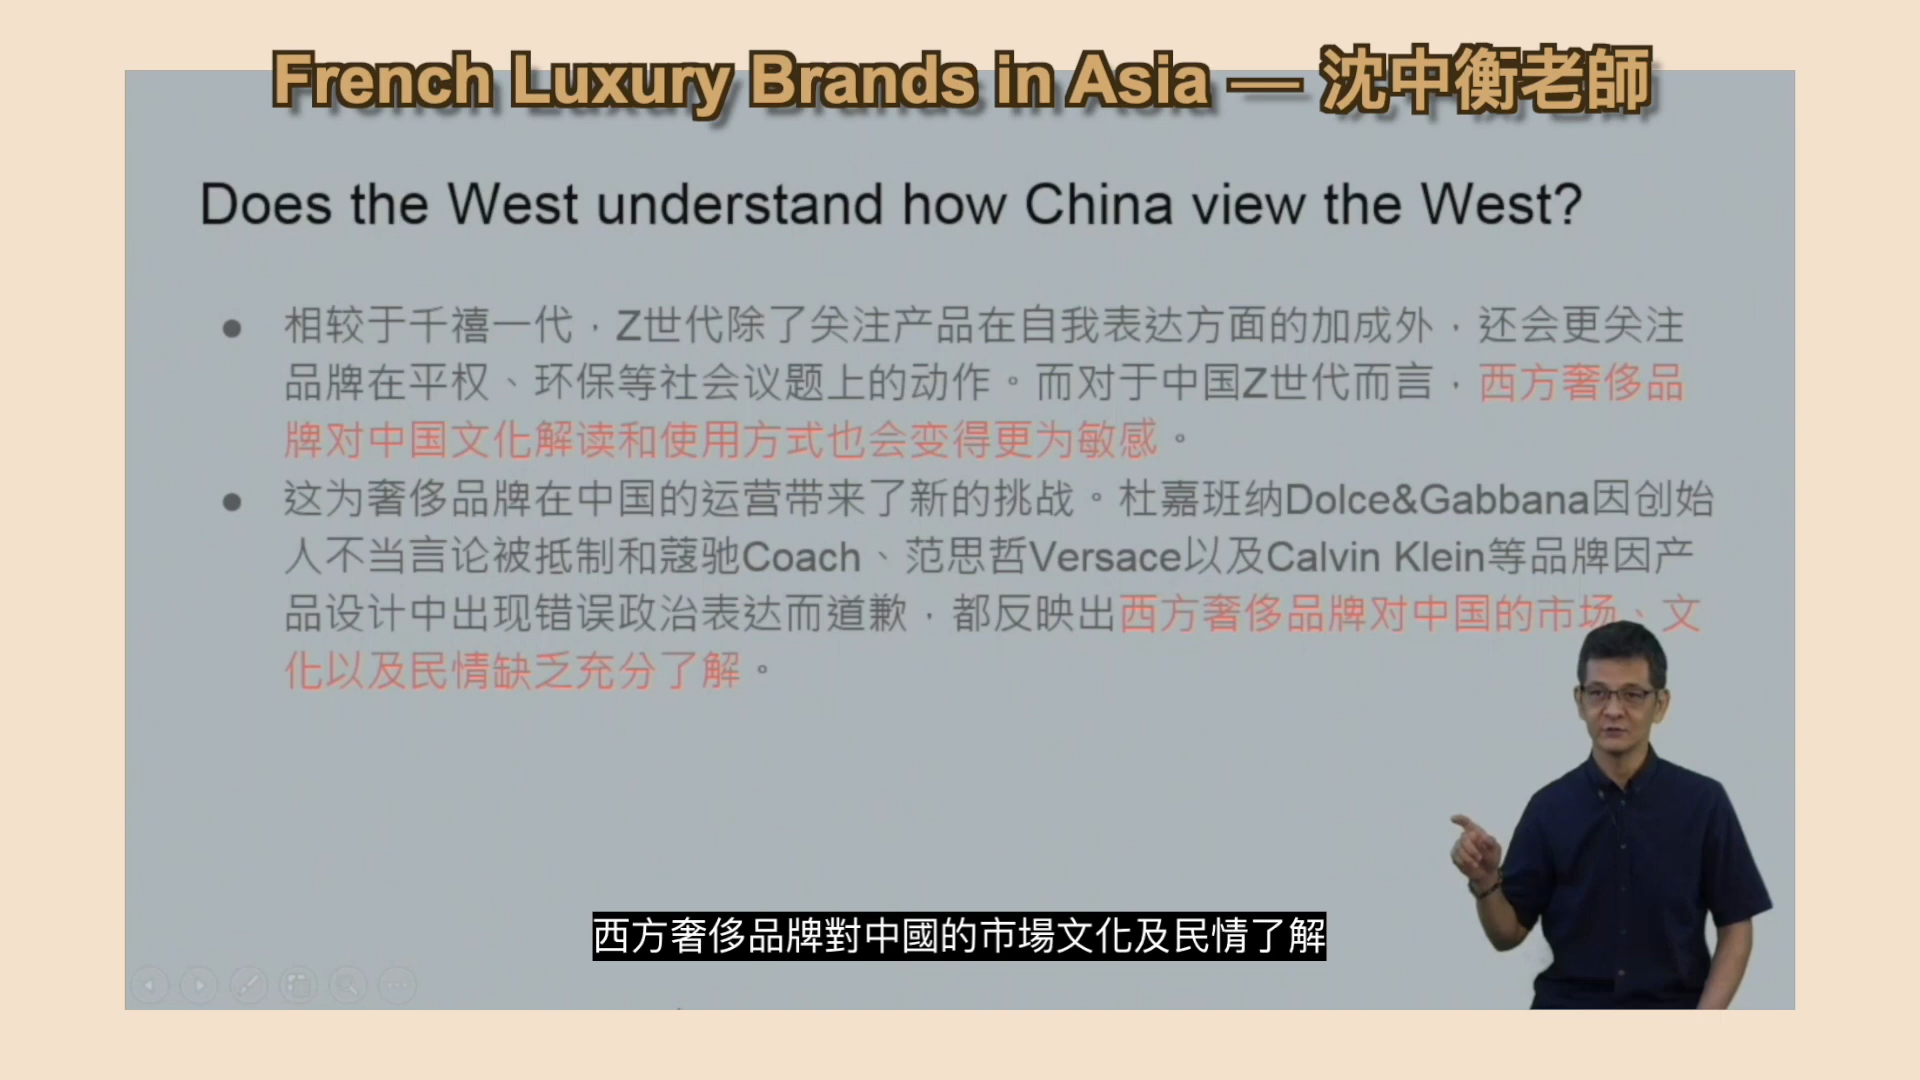 French Luxury Brands in Asia — 沈中衡老師
Does the West understand how China view the West?
● 相较于千禧一代，Z世代除了关注产品在自我表达方面的加成外，还会更关注
品牌在平权、环保等社会议题上的动作。而对于中国Z世代而言，西方奢侈品
牌对中国文化解读和使用方式也会变得更为敏感。
● 这为奢侈品牌在中国的运营带来了新的挑战。杜嘉班纳Dolce&Gabbana因创始
人不当言论被抵制和蔻驰Coach、范思哲Versace以及Calvin Klein等品牌因产
品设计中出现错误政治表达而道歉，都反映出西方奢侈品牌对中国的市场、文
化以及民情缺乏充分了解。
西方奢侈品牌對中國的市場文化及民情了解